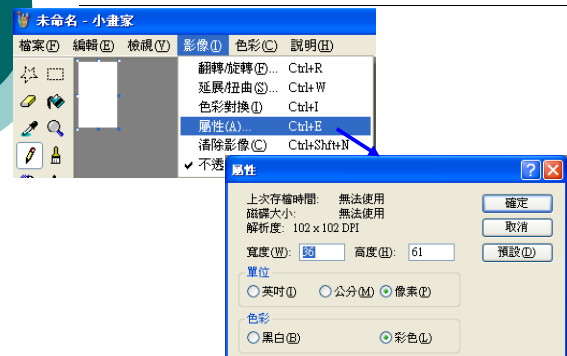 未命名 - 小畫家
檔案(F) 編輯(E) 檢視(V) 影像(I) 色彩(C) 說明(H)
翻轉/旋轉(F)... Ctrl+R
延展/扭曲(S)... Ctrl+W
色彩對換(I) Ctrl+I
屬性(A)... Ctrl+E
清除影像(C) Ctrl+Shft+N
✓ 不透
屬性
上次存檔時間: 無法使用
磁碟大小: 無法使用
解析度: 102 x 102 DPI
寬度(W): 36 高度(H): 61
單位
英吋(I) 公分(M) 像素(P)
色彩
黑白(B) 彩色(L)
確定
取消
預設(D)